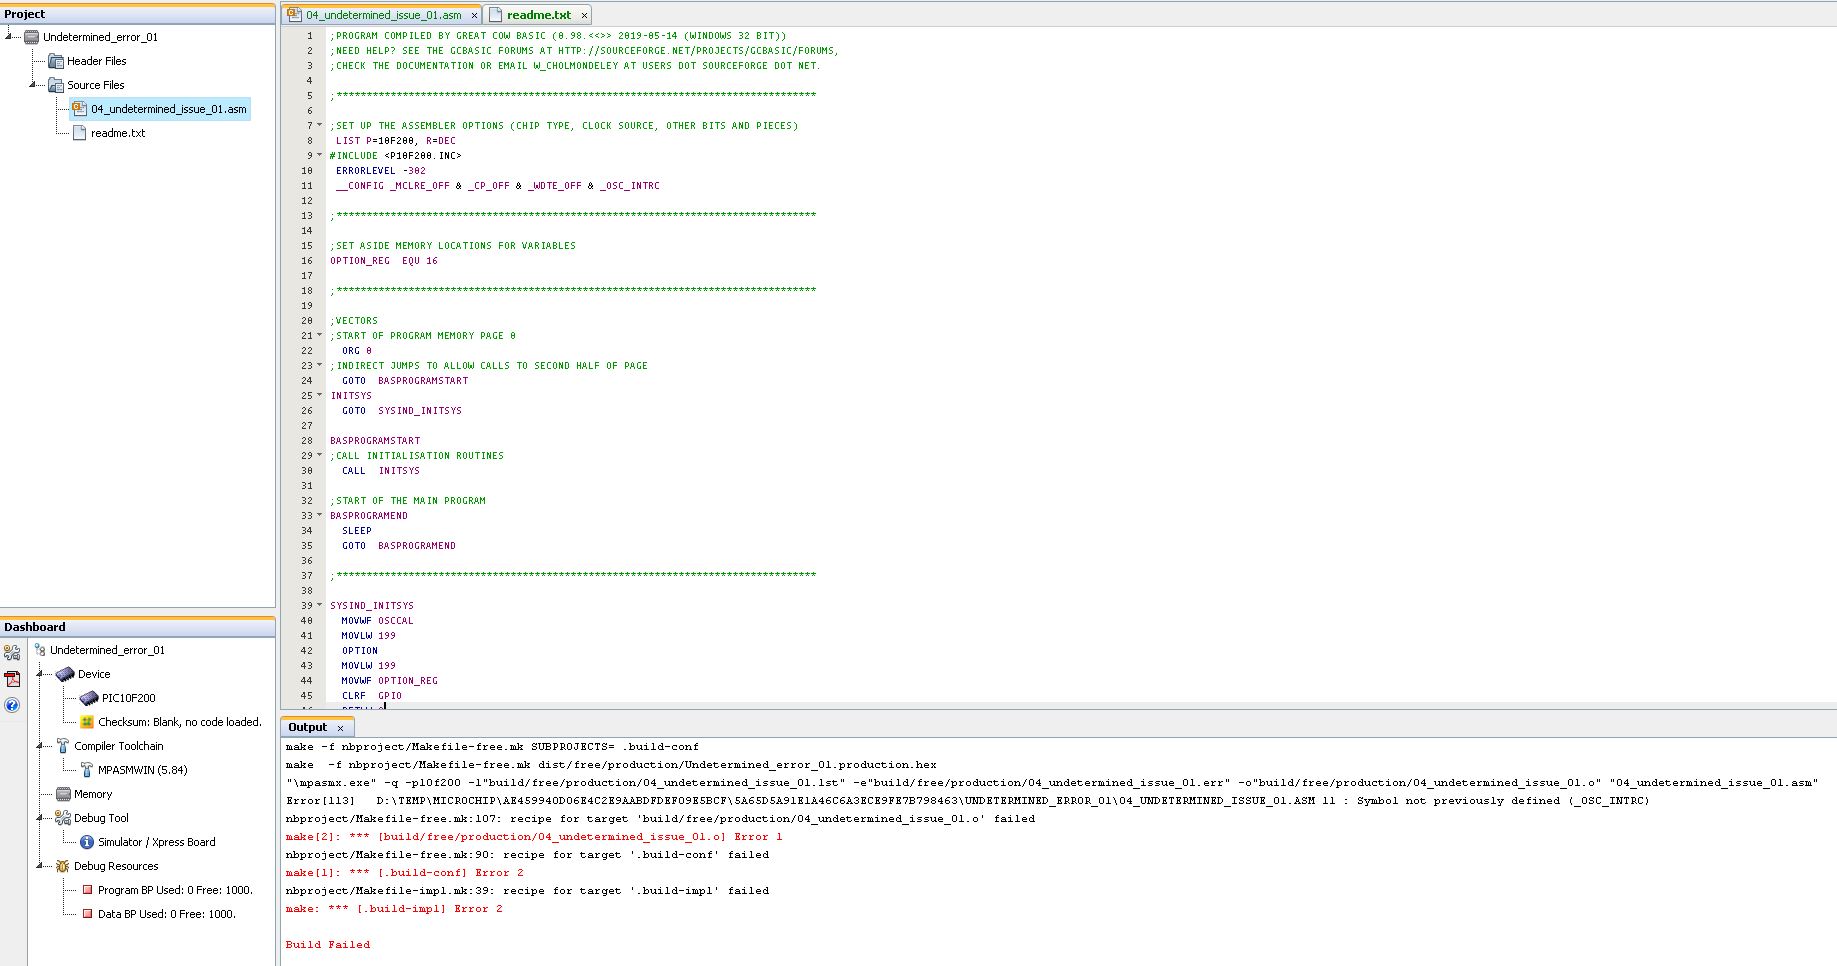 Project
Undetermined_error_01
Header Files
Source Files
04_undetermined_issue_01.asm
readme.txt
04_undetermined_issue_01.asm ×
readme.txt ×
1 ;PROGRAM COMPILED BY GREAT COW BASIC (0.98.<<>> 2019-05-14 (WINDOWS 32 BIT))
2 ;NEED HELP? SEE THE GCBASIC FORUMS AT HTTP://SOURCEFORGE.NET/PROJECTS/GCBASIC/FORUMS,
3 ;CHECK THE DOCUMENTATION OR EMAIL W_CHOLMONDELEY AT USERS DOT SOURCEFORGE DOT NET.
4
5 ;********************************************************************************
6
7 ;SET UP THE ASSEMBLER OPTIONS (CHIP TYPE, CLOCK SOURCE, OTHER BITS AND PIECES)
8 LIST P=10F200, R=DEC
9 #INCLUDE <P10F200.INC>
10 ERRORLEVEL -302
11 __CONFIG _MCLRE_OFF & _CP_OFF & _WDTE_OFF & _OSC_INTRC
12
13 ;********************************************************************************
14
15 ;SET ASIDE MEMORY LOCATIONS FOR VARIABLES
16 OPTION_REG EQU 16
17
18 ;********************************************************************************
19
20 ;VECTORS
21 ;START OF PROGRAM MEMORY PAGE 0
22 ORG 0
23 ;INDIRECT JUMPS TO ALLOW CALLS TO SECOND HALF OF PAGE
24 GOTO BASPROGRAMSTART
25 INITSYS
26 GOTO SYSIND_INITSYS
27
28 BASPROGRAMSTART
29 ;CALL INITIALISATION ROUTINES
30 CALL INITSYS
31
32 ;START OF THE MAIN PROGRAM
33 BASPROGRAMEND
34 SLEEP
35 GOTO BASPROGRAMEND
36
37 ;********************************************************************************
38
39 SYSIND_INITSYS
40 MOVWF OSCCAL
41 MOVLW 199
42 OPTION
43 MOVLW 199
44 MOVWF OPTION_REG
45 CLRF GPIO
Dashboard
Undetermined_error_01
Device
PIC10F200
Checksum: Blank, no code loaded.
Compiler Toolchain
MPASMWIN (5.84)
Memory
Debug Tool
Simulator / Xpress Board
Debug Resources
Program BP Used: 0 Free: 1000.
Data BP Used: 0 Free: 1000.
Output ×
make -f nbproject/Makefile-free.mk SUBPROJECTS= .build-conf
make -f nbproject/Makefile-free.mk dist/free/production/Undetermined_error_01.production.hex
"\mpasmx.exe" -q -p10f200 -l"build/free/production/04_undetermined_issue_01.lst" -e"build/free/production/04_undetermined_issue_01.err" -o"build/free/production/04_undetermined_issue_01.o" "04_undetermined_issue_01.asm"
Error[113] D:\TEMP\MICROCHIP\AE459940D06E4C2E9AABDFDEF09E5BCF\5A65D5A91E1A46C6A3ECE9FE7B798463\UNDETERMINED_ERROR_01\04_UNDETERMINED_ISSUE_01.ASM 11 : Symbol not previously defined (_OSC_INTRC)
nbproject/Makefile-free.mk:107: recipe for target 'build/free/production/04_undetermined_issue_01.o' failed
make[2]: *** [build/free/production/04_undetermined_issue_01.o] Error 1
nbproject/Makefile-free.mk:90: recipe for target '.build-conf' failed
make[1]: *** [.build-conf] Error 2
nbproject/Makefile-impl.mk:39: recipe for target '.build-impl' failed
make: *** [.build-impl] Error 2
Build Failed